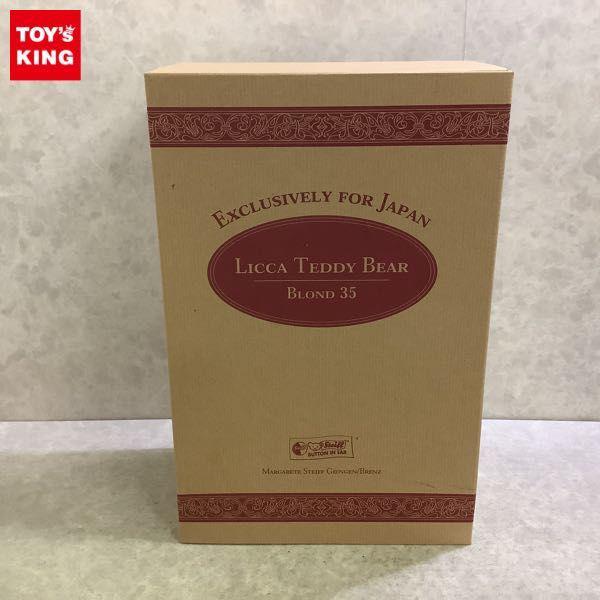 TOY's
KING
EXCLUSIVELY FOR JAPAN
LICCA TEDDY BEAR
BLOND 35
Steiff
BUTTON IN EAR
MARGARETE STEIFF GIENGEN/BRENZ